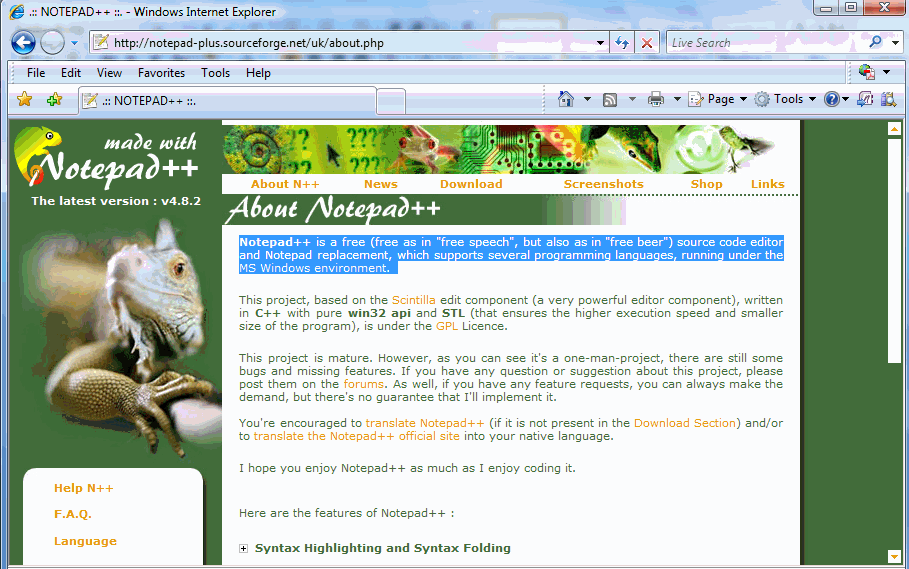 .:: NOTEPAD++ ::. - Windows Internet Explorer
http://notepad-plus.sourceforge.net/uk/about.php
Live Search
File Edit View Favorites Tools Help
.:: NOTEPAD++ ::.
Page Tools
made with
Notepad++
The latest version : v4.8.2
?? ???? ????
About N++ News Download Screenshots Shop Links
About Notepad++
Notepad++ is a free (free as in "free speech", but also as in "free beer") source code editor
and Notepad replacement, which supports several programming languages, running under the
MS Windows environment.
This project, based on the Scintilla edit component (a very powerful editor component), written
in C++ with pure win32 api and STL (that ensures the higher execution speed and smaller
size of the program), is under the GPL Licence.
This project is mature. However, as you can see it's a one-man-project, there are still some
bugs and missing features. If you have any question or suggestion about this project, please
post them on the forums. As well, if you have any feature requests, you can always make the
demand, but there's no guarantee that I'll implement it.
You're encouraged to translate Notepad++ (if it is not present in the Download Section) and/or
to translate the Notepad++ official site into your native language.
I hope you enjoy Notepad++ as much as I enjoy coding it.
Here are the features of Notepad++ :
Syntax Highlighting and Syntax Folding
Help N++
F.A.Q.
Language